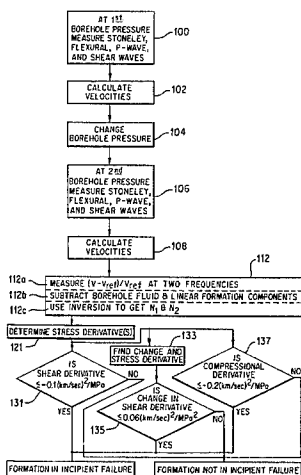 AT 1st
BOREHOLE PRESSURE
MEASURE STONELEY,
FLEXURAL, P-WAVE,
AND SHEAR WAVES
100
CALCULATE
VELOCITIES
102
CHANGE
BOREHOLE PRESSURE
104
AT 2nd
BOREHOLE PRESSURE
MEASURE STONELEY,
FLEXURAL, P-WAVE,
AND SHEAR WAVES
106
CALCULATE
VELOCITIES
108
112
112a MEASURE (V-Vref)/Vref AT TWO FREQUENCIES
112b SUBTRACT BOREHOLE FLUID & LINEAR FORMATION COMPONENTS
112c USE INVERSION TO GET N1 & N2
DETERMINE STRESS DERIVATIVE(S)
121
133
FIND CHANGE AND
STRESS DERIVATIVE
137
IS
SHEAR DERIVATIVE
≤-0.1(km/sec)²/MPa
NO
131
YES
IS
CHANGE IN
SHEAR DERIVATIVE
≤0.06(km/sec)²/MPa²
NO
135
YES
IS
COMPRESSIONAL
DERIVATIVE
≤-0.2(km/sec)²/MPa
NO
YES
FORMATION IN INCIPIENT FAILURE
FORMATION NOT IN INCIPIENT FAILURE